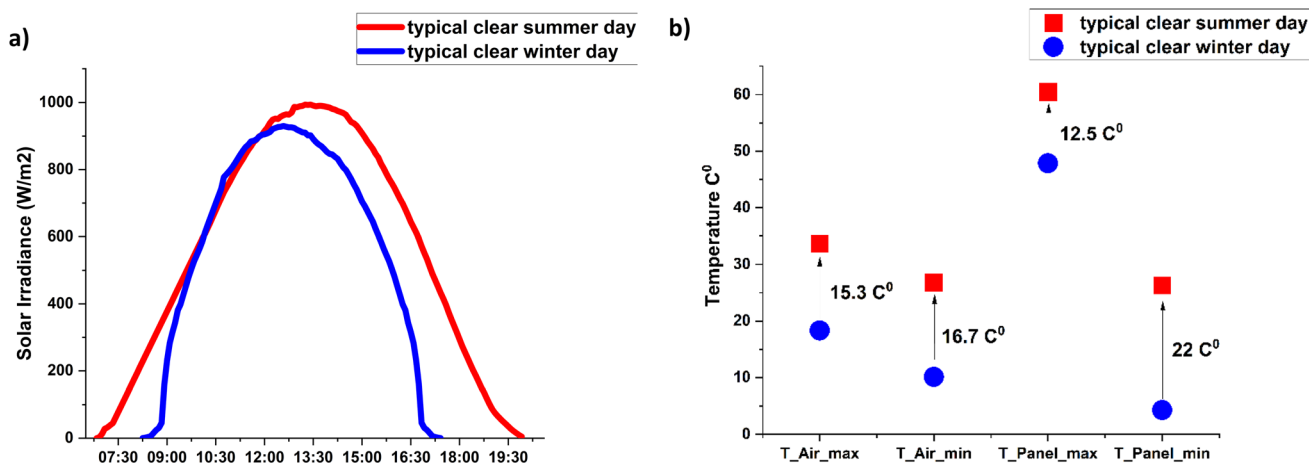 a)
typical clear summer day
typical clear winter day
Solar Irradiance (W/m2)
1000
800
600
400
200
0
07:30 09:00 10:30 12:00 13:30 15:00 16:30 18:00 19:30
b)
typical clear summer day
typical clear winter day
Temperature C⁰
60
50
40
30
20
10
0
12.5 C⁰
15.3 C⁰
16.7 C⁰
22 C⁰
T_Air_max T_Air_min T_Panel_max T_Panel_min